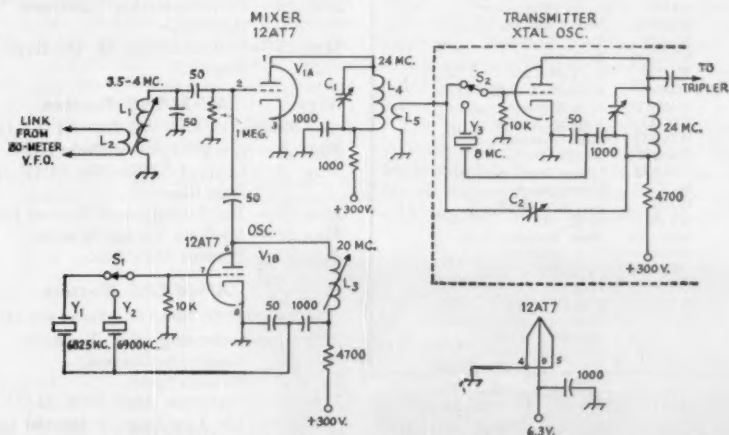 MIXER
12AT7
1
V1A
2
3
3.5-4 MC.
50
50
1 MEG.
L1
L2
LINK
FROM
80-METER
V.F.O.
24 MC.
C1
L4
L5
1000
1000
+300V.
TRANSMITTER
XTAL OSC.
S2
10K
Y3
8 MC.
50
1000
C2
TO
TRIPLER
24 MC.
4700
+300V.
50
12AT7
OSC.
6
V1B
7
8
S1
Y1
6825KC.
Y2
6900KC.
10K
20 MC.
L3
50
1000
4700
+300V.
12AT7
4
9
5
1000
6.3V.